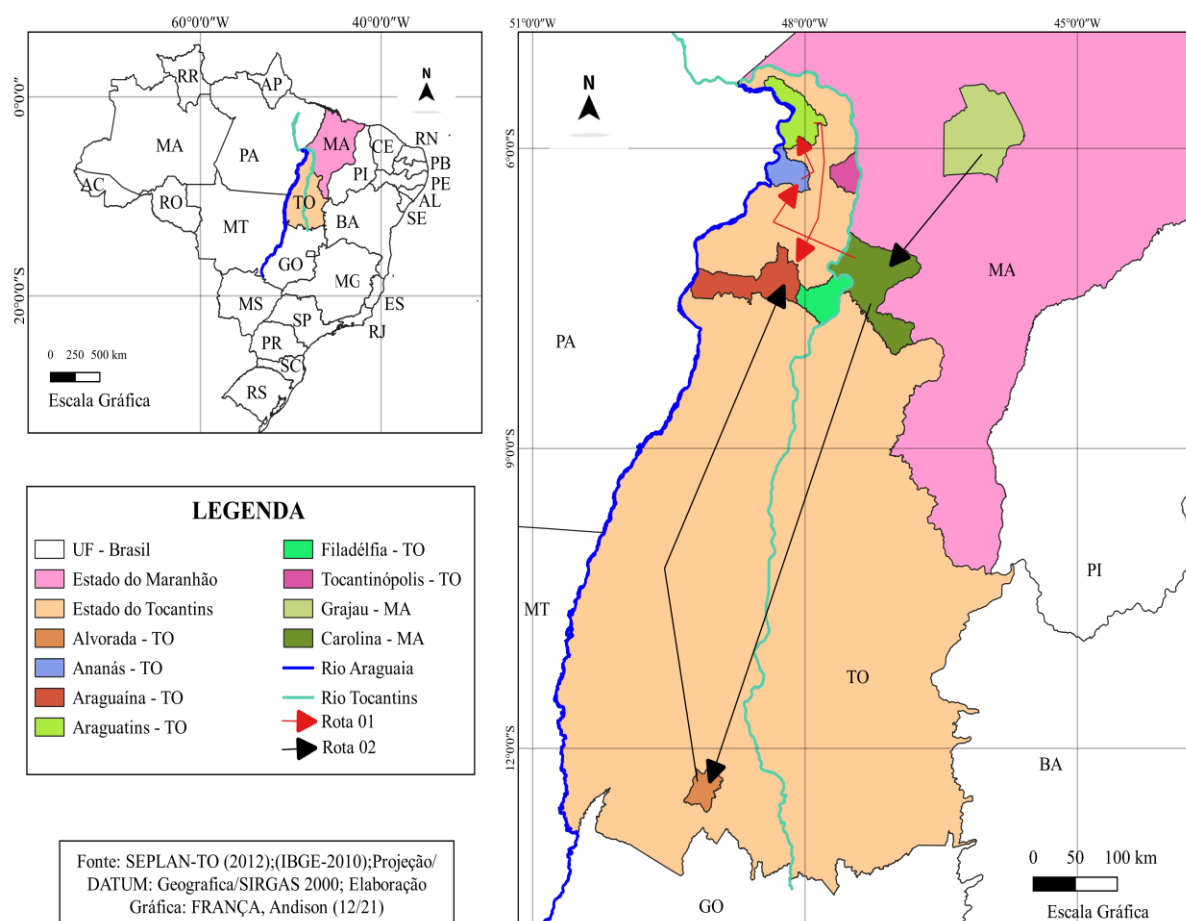 60°0'0"W
40°0'0"W
0°0'0"
20°0'0"S
N
RR
AP
MA
PA
MA
CE
RN
PB
PI
PE
AC
RO
TO
AL
SE
MT
BA
GO
MG
MS
ES
SP
RJ
PR
SC
RS
0 250 500 km
Escala Gráfica
LEGENDA
UF - Brasil
Estado do Maranhão
Estado do Tocantins
Alvorada - TO
Ananás - TO
Araguaína - TO
Araguatins - TO
Filadélfia - TO
Tocantinópolis - TO
Grajau - MA
Carolina - MA
Rio Araguaia
Rio Tocantins
Rota 01
Rota 02
Fonte: SEPLAN-TO (2012);(IBGE-2010);Projeção/
DATUM: Geografica/SIRGAS 2000; Elaboração
Gráfica: FRANÇA, Andison (12/21)
51°0'0"W
48°0'0"W
45°0'0"W
6°0'0"S
9°0'0"S
12°0'0"S
N
MA
PA
PI
MT
TO
BA
GO
0 50 100 km
Escala Gráfica